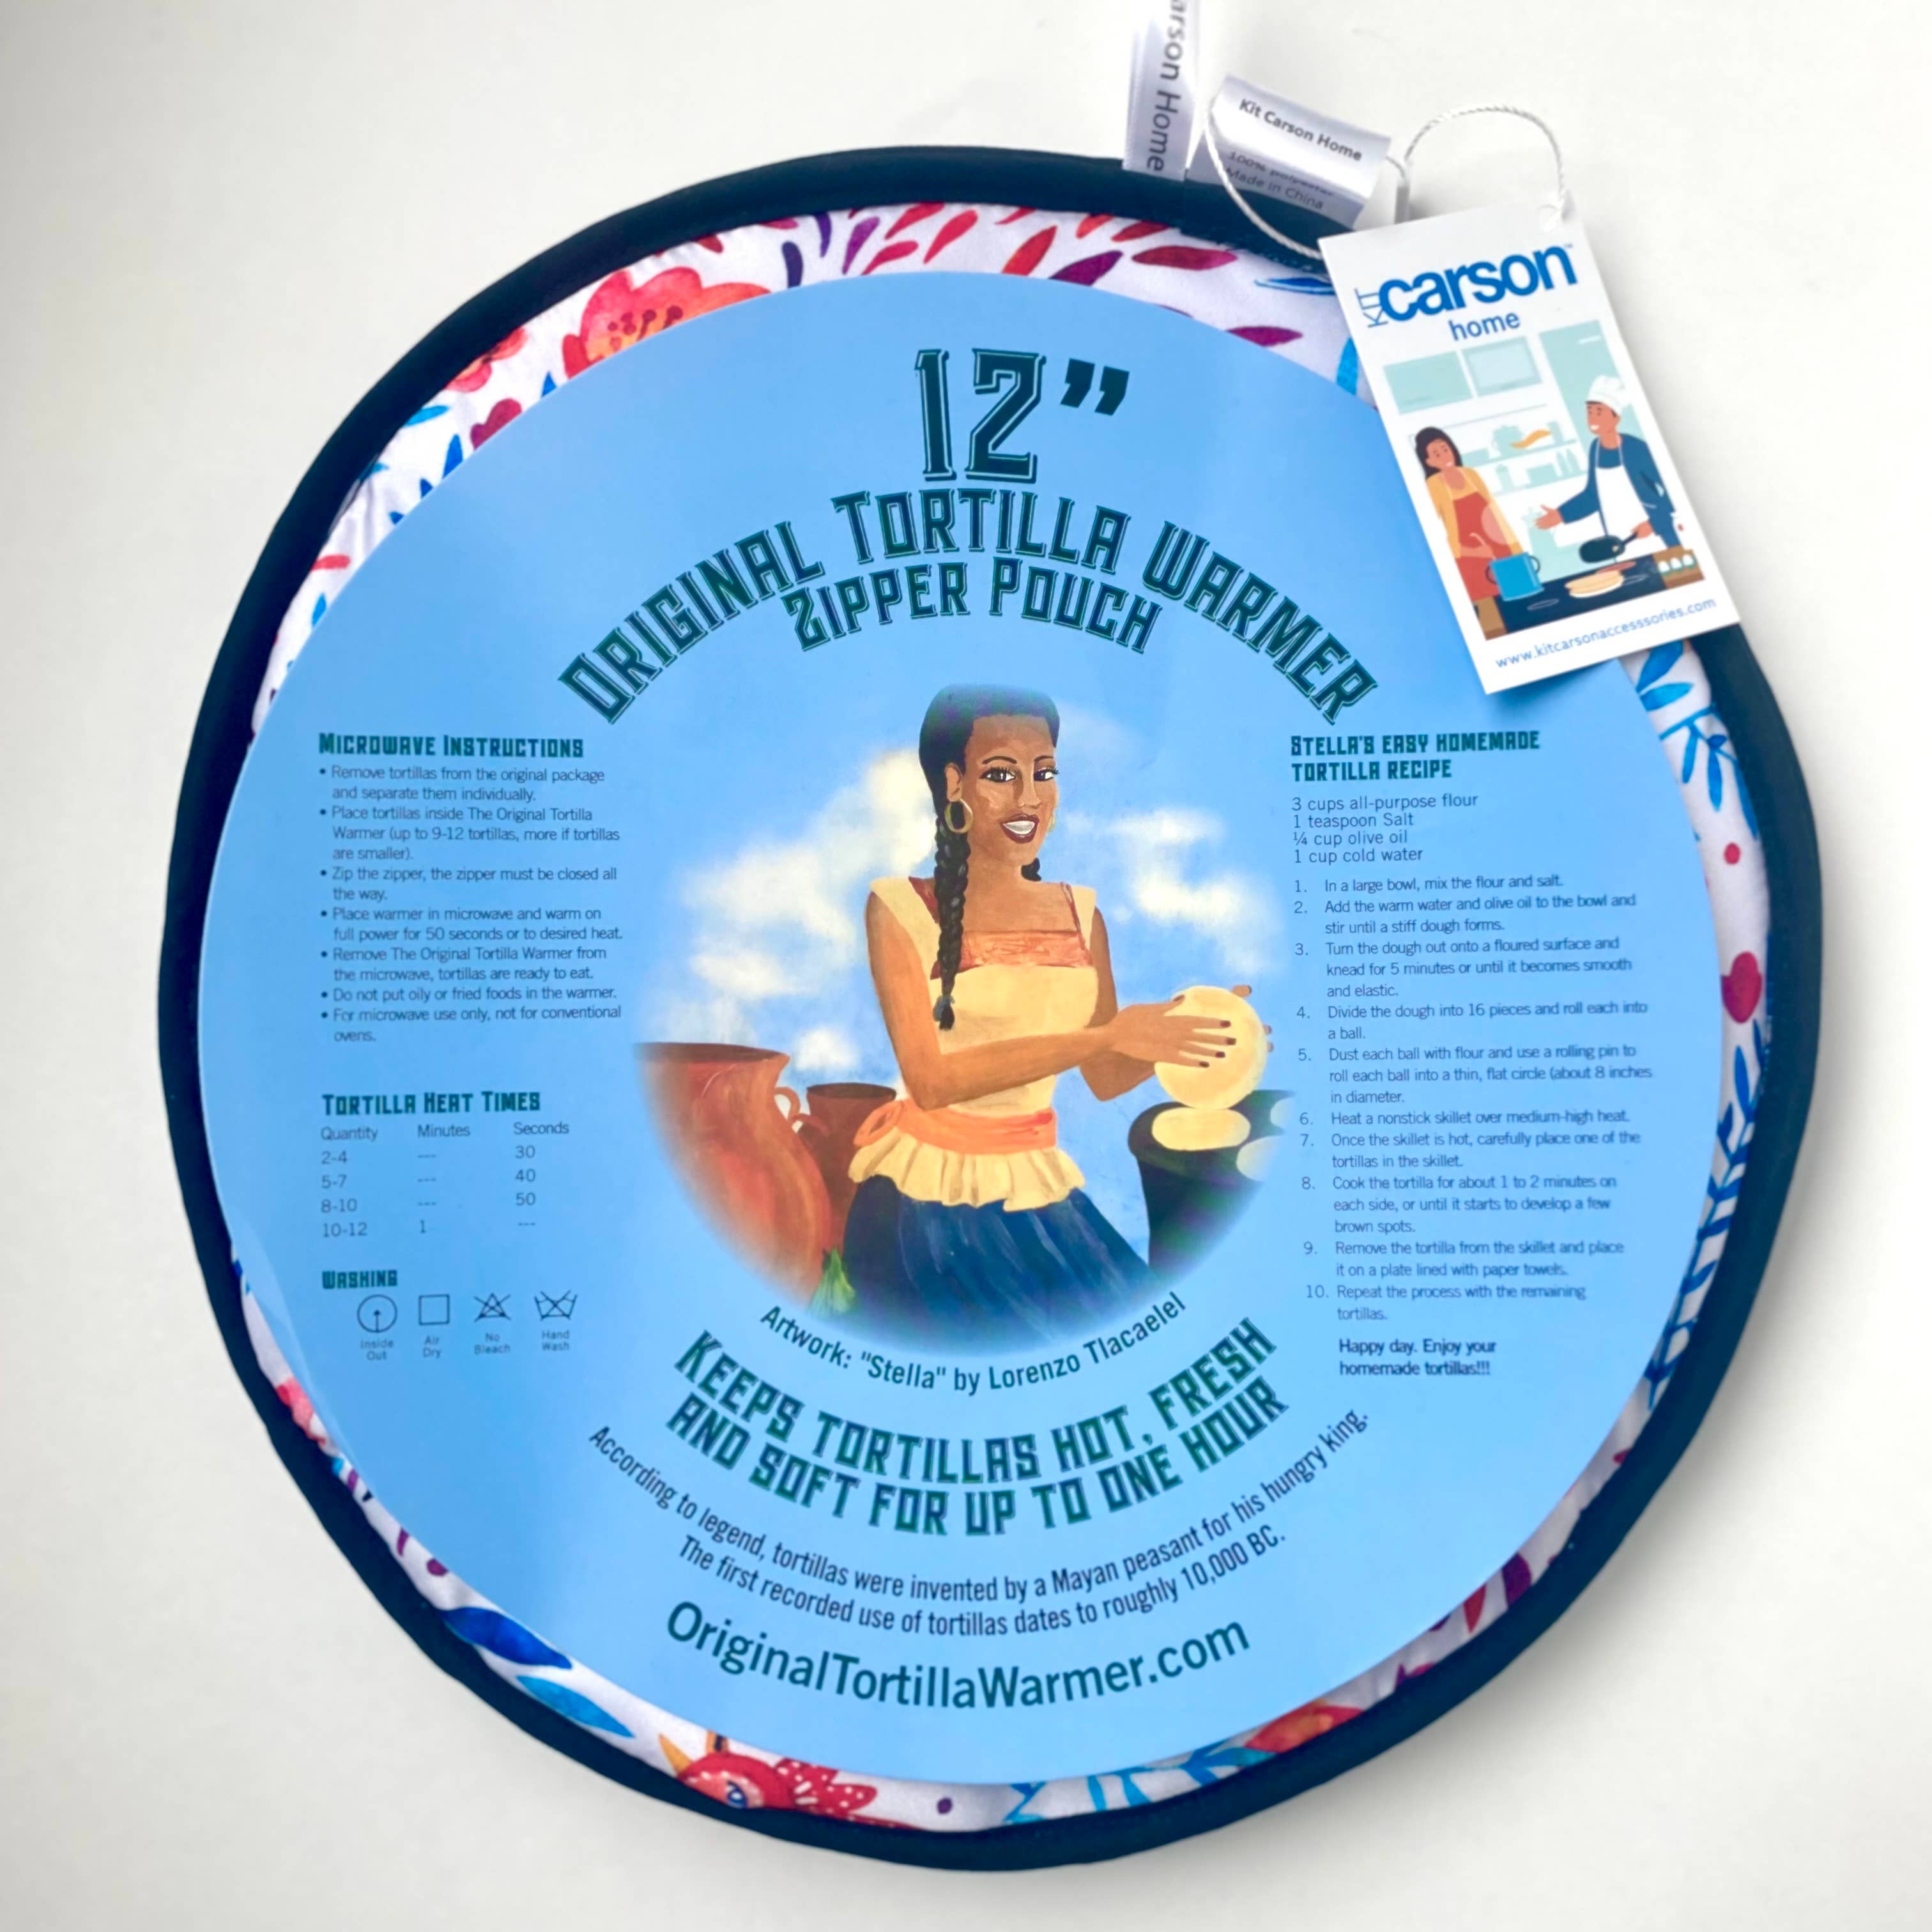 arson Home
Kit Carson Home
100% polyester
Made in China
KIT carson™
home
www.kitcarsonaccesssories.com
12”
ORIGINAL TORTILLA WARMER
ZIPPER POUCH
MICROWAVE INSTRUCTIONS
• Remove tortillas from the original package
and separate them individually.
• Place tortillas inside The Original Tortilla
Warmer (up to 9-12 tortillas, more if tortillas
are smaller).
• Zip the zipper, the zipper must be closed all
the way.
• Place warmer in microwave and warm on
full power for 50 seconds or to desired heat.
• Remove The Original Tortilla Warmer from
the microwave, tortillas are ready to eat.
• Do not put oily or fried foods in the warmer.
• For microwave use only, not for conventional
ovens.
TORTILLA HEAT TIMES
Quantity Minutes Seconds
2-4 --- 30
5-7 --- 40
8-10 --- 50
10-12 1 ---
WASHING
Inside
Out
Air
Dry
No
Bleach
Hand
Wash
STELLA'S EASY HOMEMADE
TORTILLA RECIPE
3 cups all-purpose flour
1 teaspoon Salt
¼ cup olive oil
1 cup cold water
1. In a large bowl, mix the flour and salt.
2. Add the warm water and olive oil to the bowl and
stir until a stiff dough forms.
3. Turn the dough out onto a floured surface and
knead for 5 minutes or until it becomes smooth
and elastic.
4. Divide the dough into 16 pieces and roll each into
a ball.
5. Dust each ball with flour and use a rolling pin to
roll each ball into a thin, flat circle (about 8 inches
in diameter.
6. Heat a nonstick skillet over medium-high heat.
7. Once the skillet is hot, carefully place one of the
tortillas in the skillet.
8. Cook the tortilla for about 1 to 2 minutes on
each side, or until it starts to develop a few
brown spots.
9. Remove the tortilla from the skillet and place
it on a plate lined with paper towels.
10. Repeat the process with the remaining
tortillas.
Happy day. Enjoy your
homemade tortillas!!!
Artwork: "Stella" by Lorenzo Tlacaelel
KEEPS TORTILLAS HOT, FRESH
AND SOFT FOR UP TO ONE HOUR
According to legend, tortillas were invented by a Mayan peasant for his hungry king.
The first recorded use of tortillas dates to roughly 10,000 BC.
OriginalTortillaWarmer.com